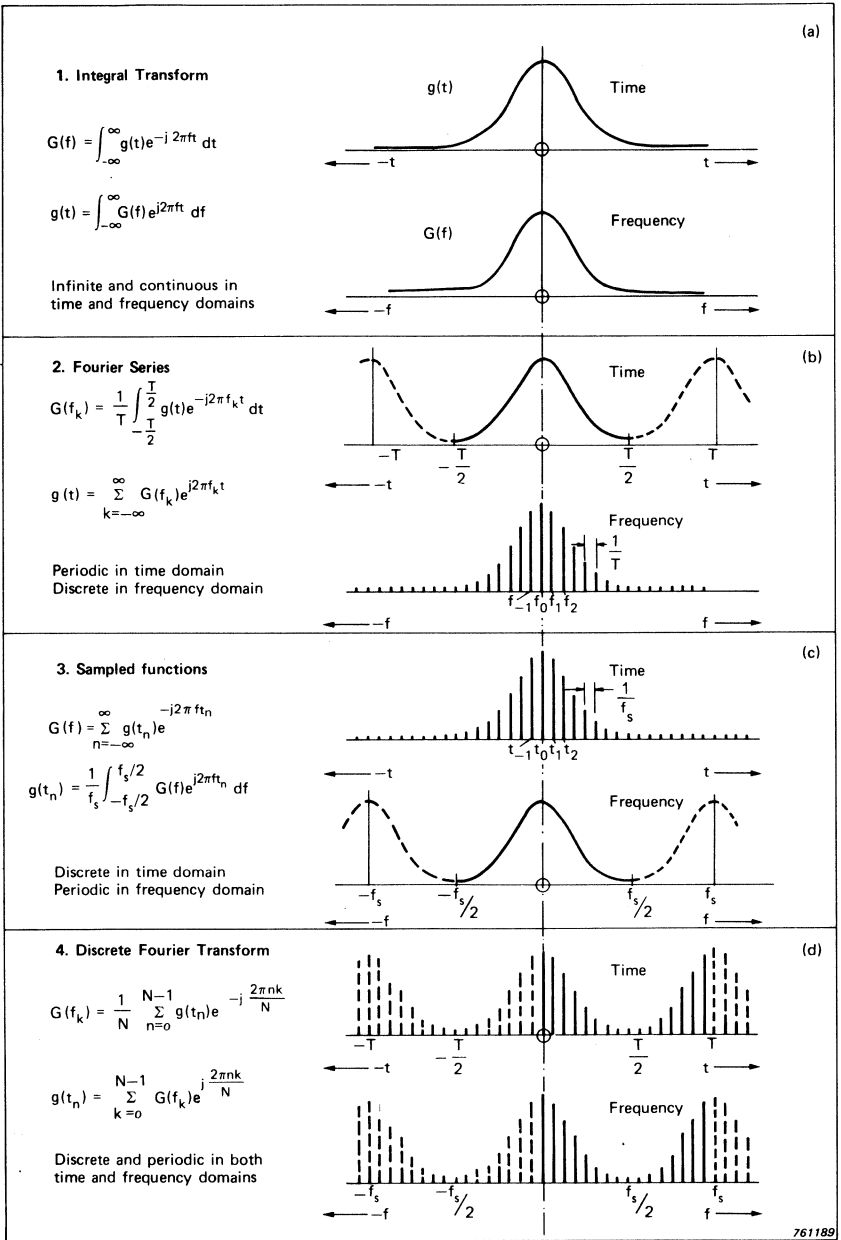 (a)
1. Integral Transform
g(t)
Time
G(f) = ∫_{-∞}^{∞} g(t)e^{-j 2πft} dt
-t
t
g(t) = ∫_{-∞}^{∞} G(f) e^{j2πft} df
G(f)
Frequency
Infinite and continuous in
time and frequency domains
-f
f
(b)
2. Fourier Series
Time
G(f_k) = 1/T ∫_{-T/2}^{T/2} g(t)e^{-j2πf_k t} dt
-T
-T/2
T/2
T
-t
t
g(t) = Σ_{k=-∞}^{∞} G(f_k)e^{j2πf_k t}
Frequency
1/T
Periodic in time domain
Discrete in frequency domain
f_{-1} f_0 f_1 f_2
-f
f
(c)
3. Sampled functions
Time
1/f_s
G(f) = Σ_{n=-∞}^{∞} g(t_n)e^{-j2πft_n}
t_{-1} t_0 t_1 t_2
-t
t
g(t_n) = 1/f_s ∫_{-f_s/2}^{f_s/2} G(f)e^{j2πft_n} df
Frequency
Discrete in time domain
Periodic in frequency domain
-f_s
-f_s/2
f_s/2
f_s
-f
f
(d)
4. Discrete Fourier Transform
Time
G(f_k) = 1/N Σ_{n=o}^{N-1} g(t_n)e^{-j 2πnk/N}
-T
-T/2
T/2
T
-t
t
g(t_n) = Σ_{k=o}^{N-1} G(f_k)e^{j 2πnk/N}
Frequency
Discrete and periodic in both
time and frequency domains
-f_s
-f_s/2
f_s/2
f_s
-f
f
761189